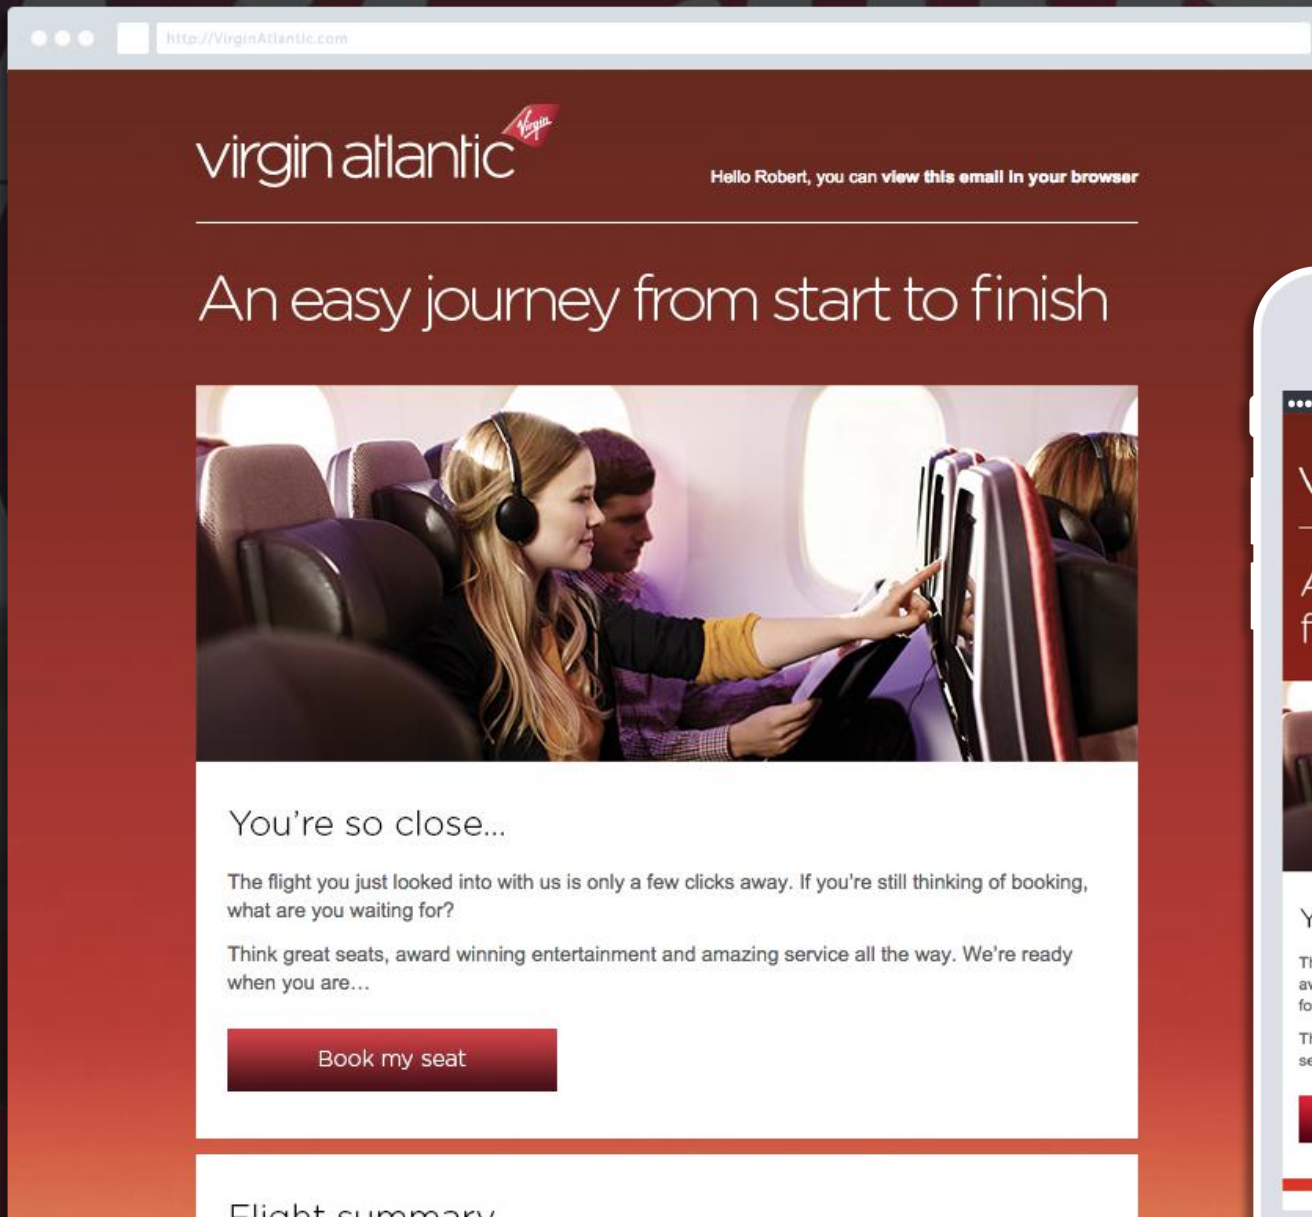 http://VirginAtlantic.com
virgin atlantic
Virgin
Hello Robert, you can view this email in your browser
An easy journey from start to finish
You're so close...
The flight you just looked into with us is only a few clicks away. If you're still thinking of booking,
what are you waiting for?
Think great seats, award winning entertainment and amazing service all the way. We're ready
when you are…
Book my seat
Flight summary